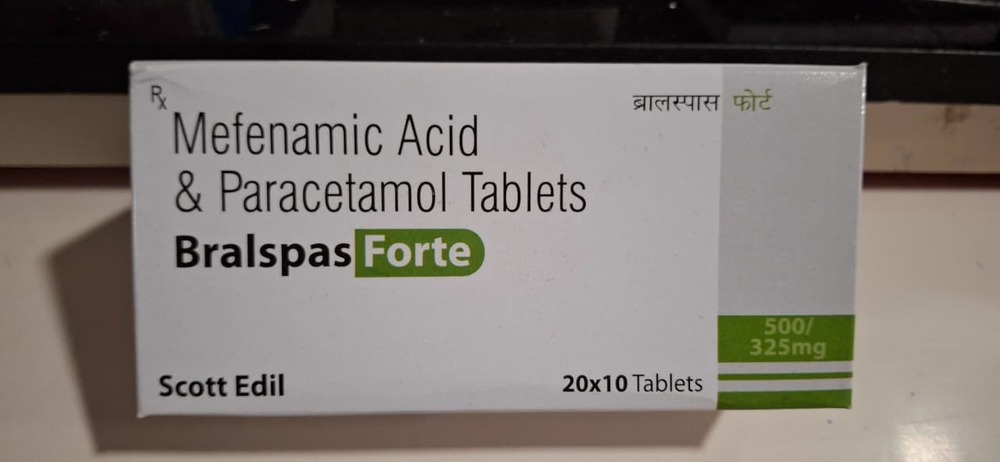 Rx
Mefenamic Acid
& Paracetamol Tablets
Bralspas Forte
ब्रालस्पास फोर्ट
500/
325mg
Scott Edil
20x10 Tablets